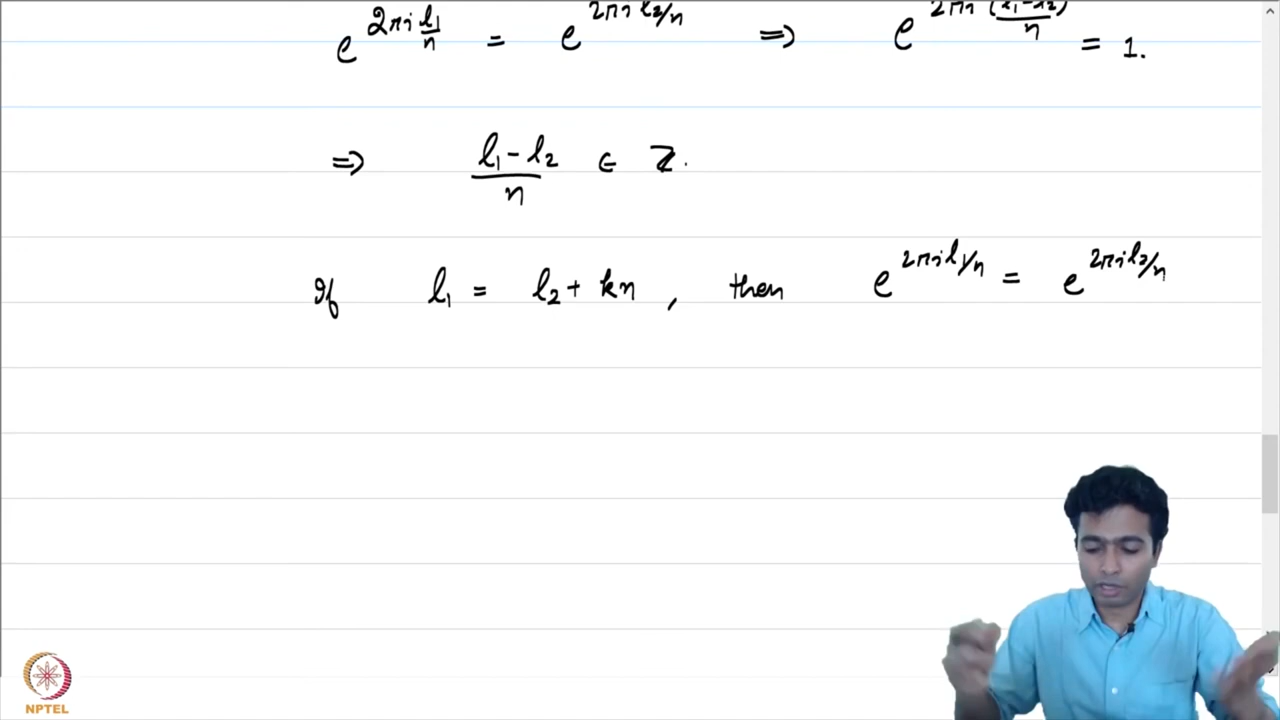 e^{2πi l₁/n} = e^{2πi l₂/n} ⇒ e^{2πi (l₁-l₂)/n} = 1.
⇒ (l₁-l₂)/n ∈ ℤ.
If l₁ = l₂ + kn, then e^{2πi l₁/n} = e^{2πi l₂/n}
NPTEL